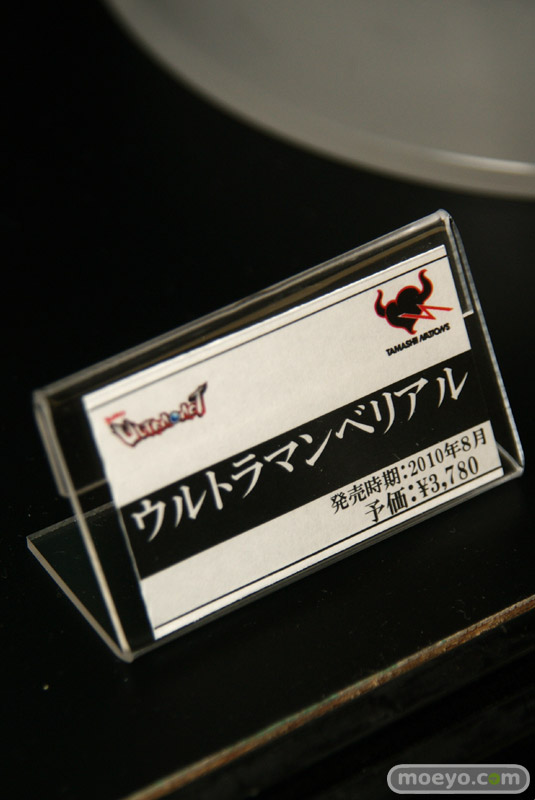 TAMASHII NATIONS
ULTRA-ACT
ウルトラマンベリアル
発売時期:2010年8月
予価:¥3,780
moeyo.com